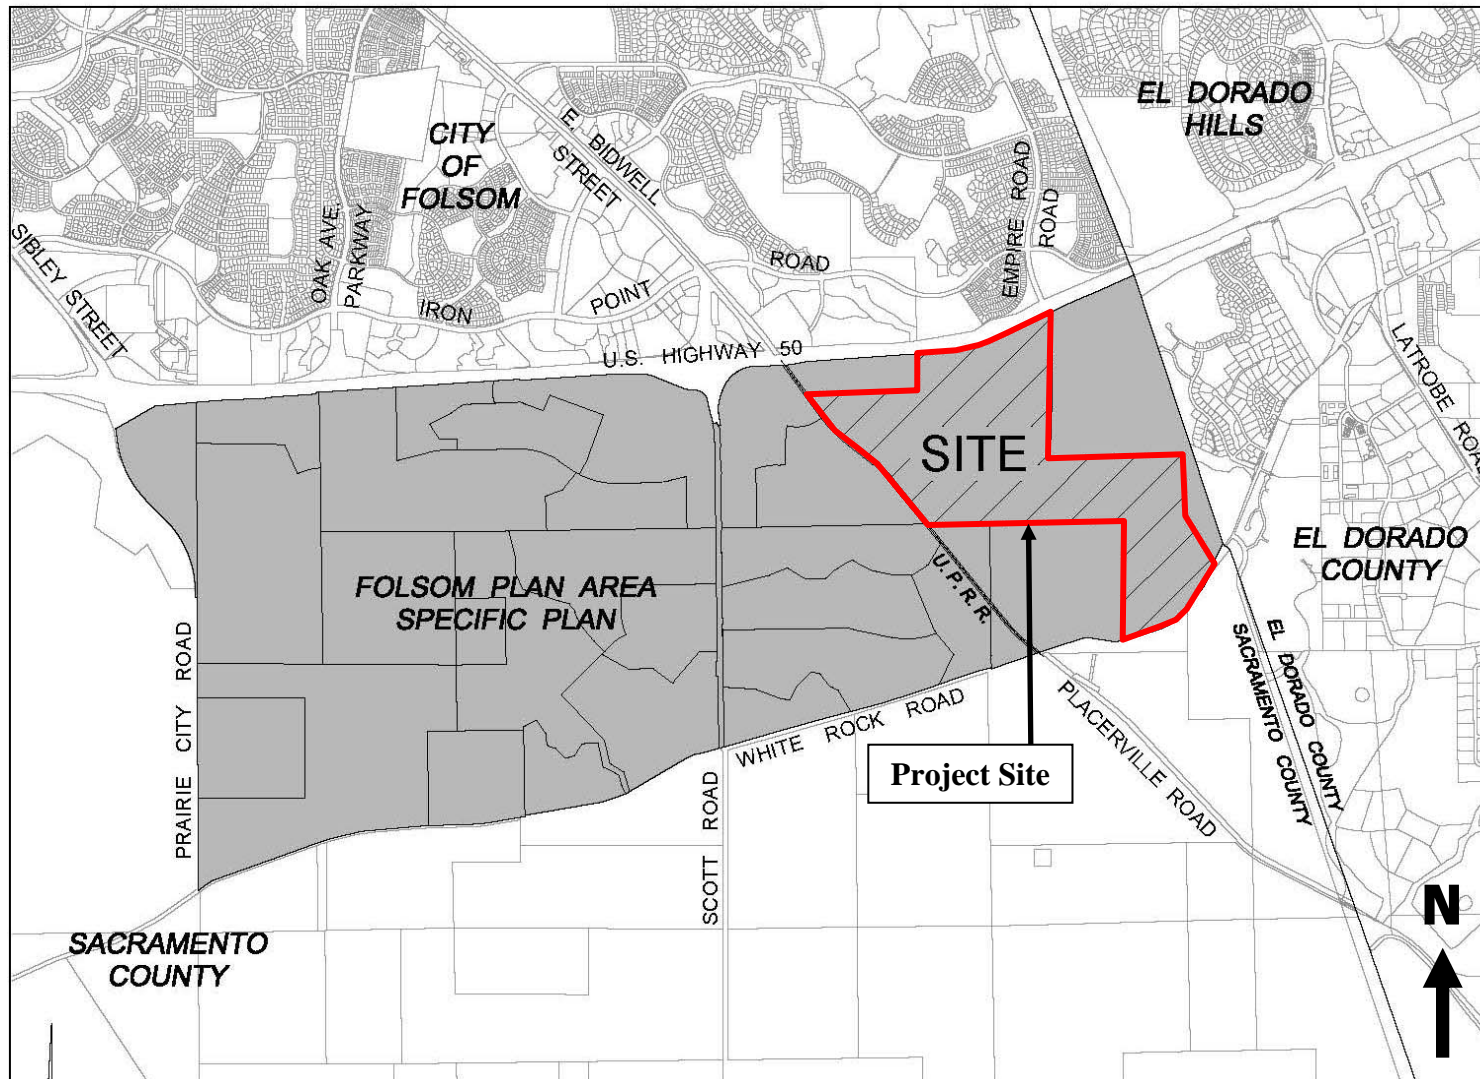 EL DORADO
HILLS
CITY
OF
FOLSOM
E. BIDWELL
STREET
SIBLEY STREET
OAK AVE.
PARKWAY
IRON
POINT
ROAD
EMPIRE ROAD
ROAD
U.S. HIGHWAY 50
LATROBE ROAD
SITE
EL DORADO
COUNTY
FOLSOM PLAN AREA
SPECIFIC PLAN
U.P.R.R.
PRAIRIE CITY ROAD
SCOTT ROAD
WHITE ROCK ROAD
PLACERVILLE ROAD
EL DORADO COUNTY
SACRAMENTO COUNTY
Project Site
SACRAMENTO
COUNTY
N